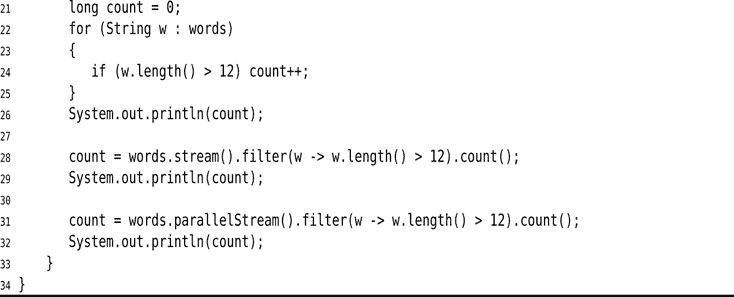 21 long count = 0;
22 for (String w : words)
23 {
24 if (w.length() > 12) count++;
25 }
26 System.out.println(count);
27
28 count = words.stream().filter(w -> w.length() > 12).count();
29 System.out.println(count);
30
31 count = words.parallelStream().filter(w -> w.length() > 12).count();
32 System.out.println(count);
33 }
34 }